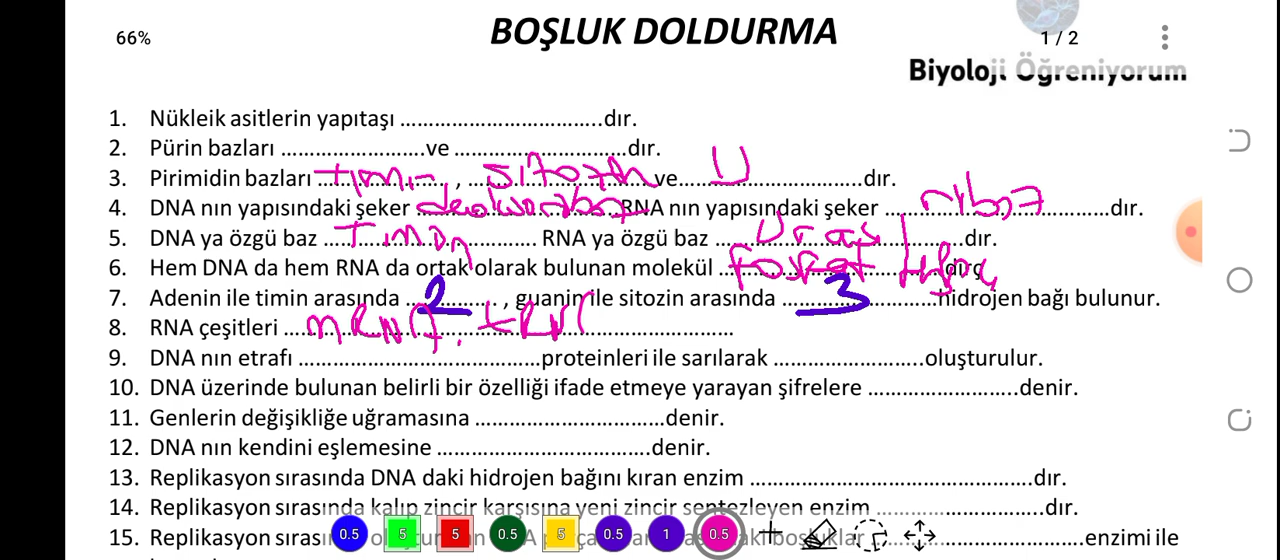 66%
BOŞLUK DOLDURMA
1 / 2
Biyoloji Öğreniyorum
1. Nükleik asitlerin yapıtaşı ....................................dır.
2. Pürin bazları .........................ve ..............................dır.
3. Pirimidin bazları timin, sitozin ve U dır.
4. DNA nın yapısındaki şeker deoksiriboz RNA nın yapısındaki şeker riboz dır.
5. DNA ya özgü baz Timin RNA ya özgü baz Urasil dır.
6. Hem DNA da hem RNA da ortak olarak bulunan molekül fosfat dır.
7. Adenin ile timin arasında 2, guanin ile sitozin arasında 3 hidrojen bağı bulunur.
8. RNA çeşitleri mRNA.
9. DNA nın etrafı ..........................................proteinleri ile sarılarak ..........................oluşturulur.
10. DNA üzerinde bulunan belirli bir özelliği ifade etmeye yarayan şifrelere ..........................denir.
11. Genlerin değişikliğe uğramasına .................................denir.
12. DNA nın kendini eşlemesine .....................................denir.
13. Replikasyon sırasında DNA daki hidrojen bağını kıran enzim .................................................dır.
14. Replikasyon sırasında kalıp zincir karşısına yeni zincir sentezleyen enzim .................................dır.
15. Replikasyon ..................................enzimi ile
0.5 5 5 0.5 5 0.5 1 0.5